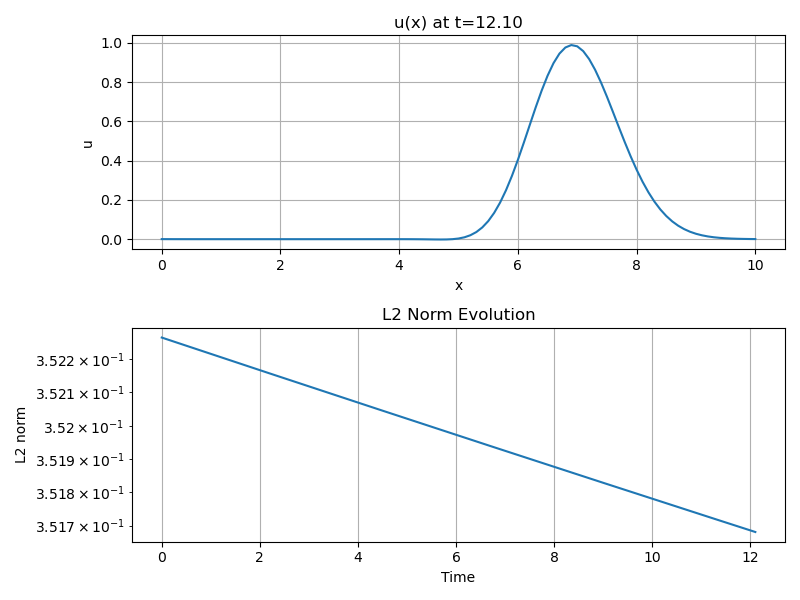 u(x) at t=12.10
1.0
0.8
0.6
0.4
0.2
0.0
u
0 2 4 6 8 10
x
L2 Norm Evolution
3.522 × 10⁻¹
3.521 × 10⁻¹
3.52 × 10⁻¹
3.519 × 10⁻¹
3.518 × 10⁻¹
3.517 × 10⁻¹
L2 norm
0 2 4 6 8 10 12
Time